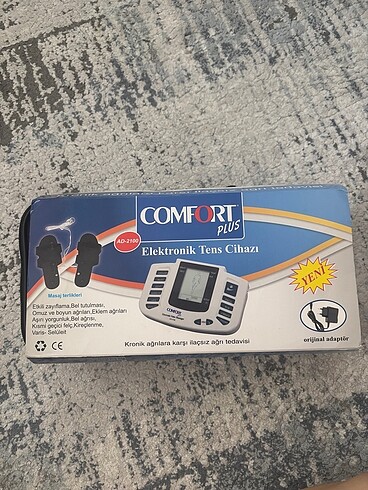 COMFORT
PLUS
AD-2100
Elektronik Tens Cihazı
YENİ
Masaj terlikleri
Etkili zayıflama,Bel tutulması,
Omuz ve boyun ağrıları,Eklem ağrıları
Aşırı yorgunluk,Bel ağrısı,
Kısmi geçici felç,Kireçlenme,
Varis- Selüleit
CE
COMFORT
Kronik ağrılara karşı ilaçsız ağrı tedavisi
orijinal adaptör